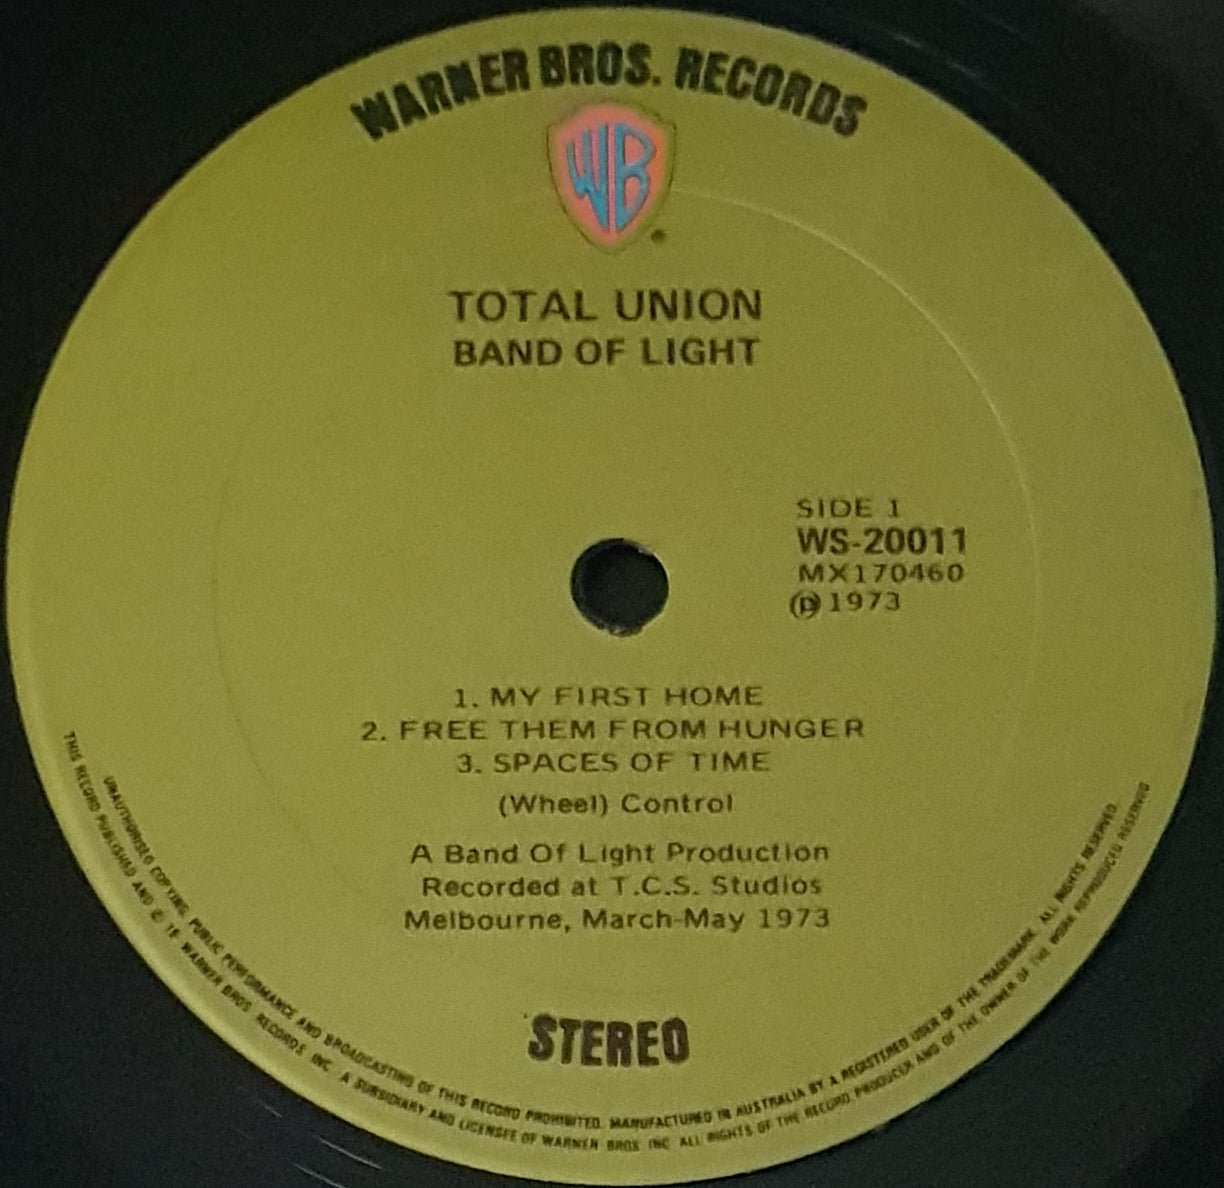 WARNER BROS. RECORDS
WB
TOTAL UNION
BAND OF LIGHT
SIDE 1
WS-20011
MX170460
Ⓟ 1973
1. MY FIRST HOME
2. FREE THEM FROM HUNGER
3. SPACES OF TIME
(Wheel) Control
A Band Of Light Production
Recorded at T.C.S. Studios
Melbourne, March-May 1973
STEREO
UNAUTHORISED COPYING, PUBLIC PERFORMANCE AND BROADCASTING OF THIS RECORD PROHIBITED. MANUFACTURED IN AUSTRALIA BY A REGISTERED USER OF THE TRADEMARK. ALL RIGHTS RESERVED.
THIS RECORD PUBLISHED AND Ⓟ 19 WARNER BROS. RECORDS INC. A SUBSIDIARY AND LICENSEE OF WARNER BROS INC ALL RIGHTS OF THE RECORD PRODUCER AND OF THE OWNER OF THE WORK REPRODUCED RESERVED